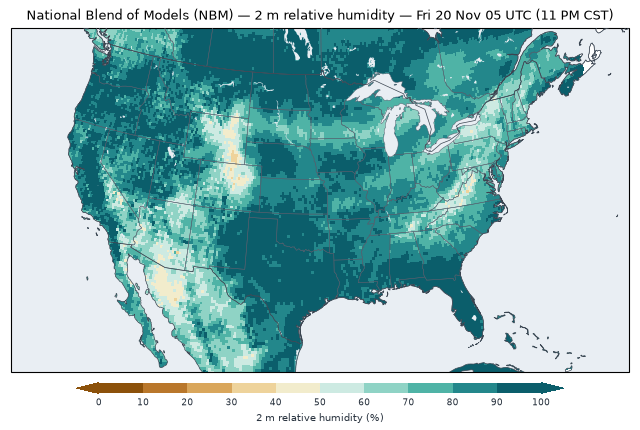 National Blend of Models (NBM) — 2 m relative humidity — Fri 20 Nov 05 UTC (11 PM CST)
0 10 20 30 40 50 60 70 80 90 100
2 m relative humidity (%)